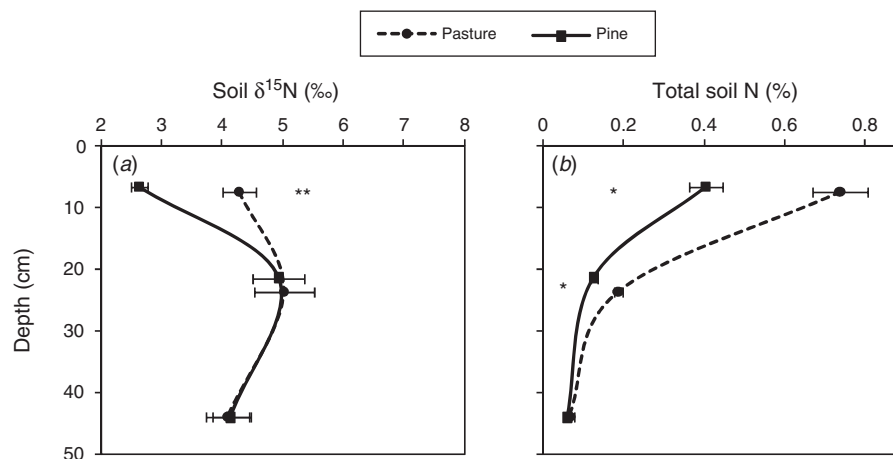 Pasture Pine
Soil δ¹⁵N (‰)
2 3 4 5 6 7 8
Total soil N (%)
0 0.2 0.4 0.6 0.8
Depth (cm)
0
10
20
30
40
50
(a)
**
(b)
*
*